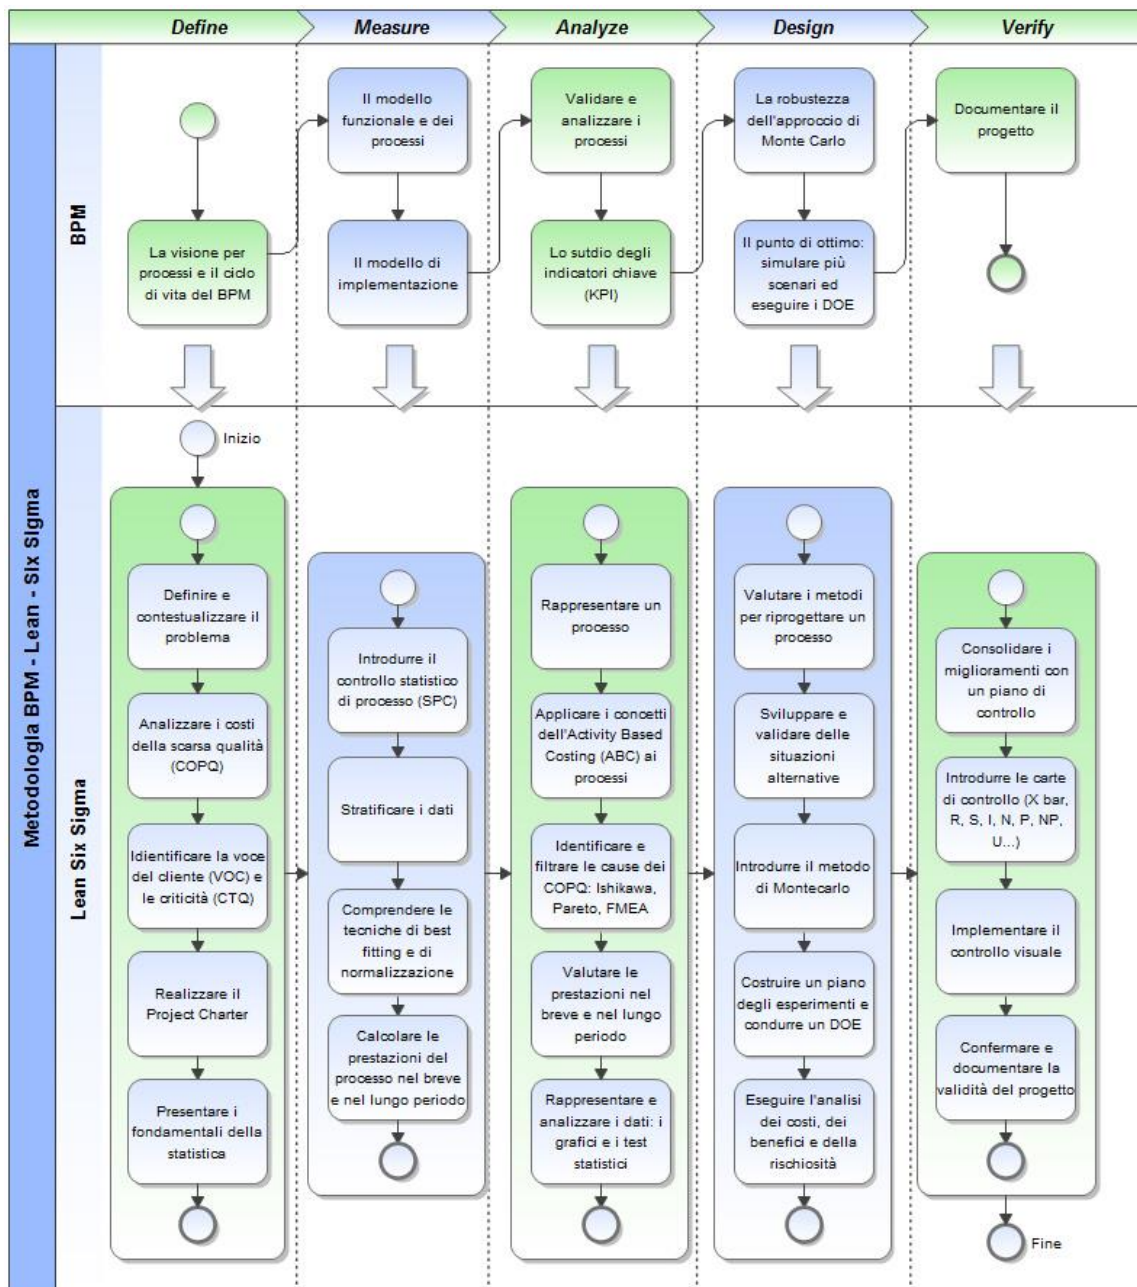 Define
Measure
Analyze
Design
Verify
Metodologia BPM - Lean - Six Sigma
BPM
La visione per
processi e il ciclo
di vita del BPM
Il modello
funzionale e dei
processi
Il modello di
implementazione
Validare e
analizzare i
processi
Lo sutdio degli
indicatori chiave
(KPI)
La robustezza
dell'approccio di
Monte Carlo
Il punto di ottimo:
simulare più
scenari ed
eseguire i DOE
Documentare il
progetto
Lean Six Sigma
Inizio
Definire e
contestualizzare il
problema
Analizzare i costi
della scarsa qualità
(COPQ)
Idientificare la voce
del cliente (VOC) e
le criticità (CTQ)
Realizzare il
Project Charter
Presentare i
fondamentali della
statistica
Introdurre il
controllo statistico
di processo (SPC)
Stratificare i dati
Comprendere le
tecniche di best
fitting e di
normalizzazione
Calcolare le
prestazioni del
processo nel breve
e nel lungo periodo
Rappresentare un
processo
Applicare i concetti
dell'Activity Based
Costing (ABC) ai
processi
Identificare e
filtrare le cause dei
COPQ: Ishikawa,
Pareto, FMEA
Valutare le
prestazioni nel
breve e nel lungo
periodo
Rappresentare e
analizzare i dati: i
grafici e i test
statistici
Valutare i metodi
per riprogettare un
processo
Sviluppare e
validare delle
situazioni
alternative
Introdurre il metodo
di Montecarlo
Costruire un piano
degli esperimenti e
condurre un DOE
Eseguire l'analisi
dei costi, dei
benefici e della
rischiosità
Consolidare i
miglioramenti con
un piano di
controllo
Introdurre le carte
di controllo (X bar,
R, S, I, N, P, NP,
U...)
Implementare il
controllo visuale
Confermare e
documentare la
validità del progetto
Fine